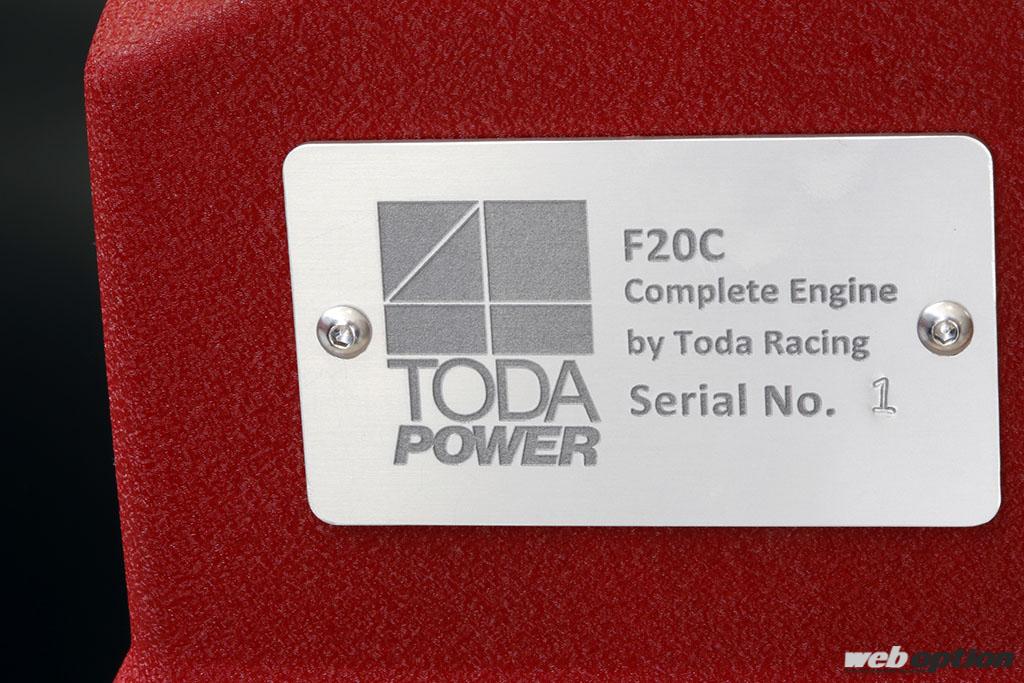 TODA
POWER
F20C
Complete Engine
by Toda Racing
Serial No. 1
web option